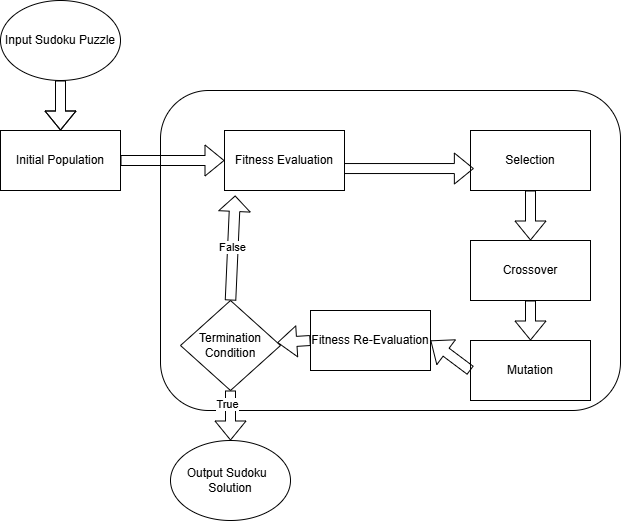 Input Sudoku Puzzle
Initial Population
Fitness Evaluation
Selection
Crossover
Mutation
Fitness Re-Evaluation
Termination
Condition
False
True
Output Sudoku
Solution